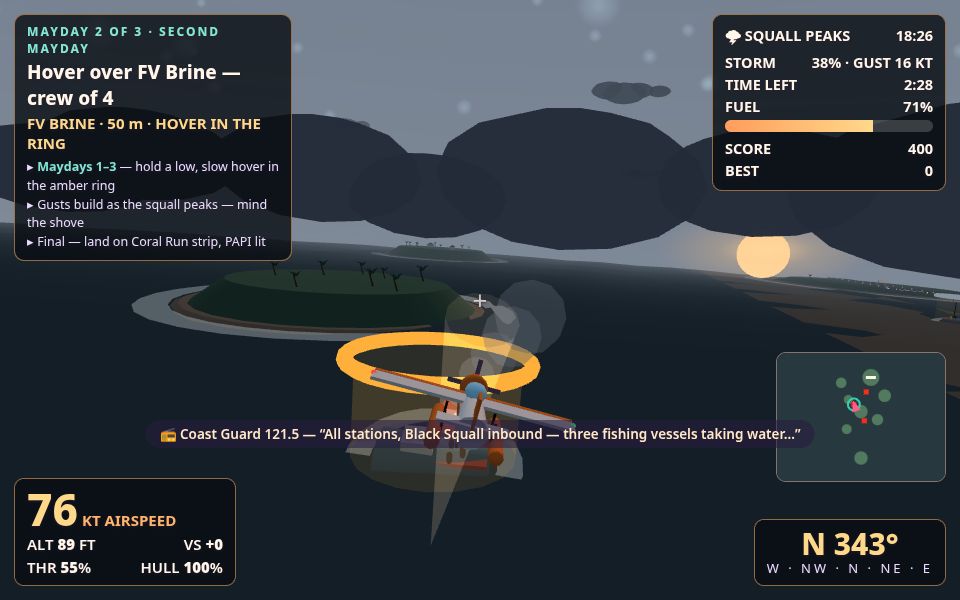 MAYDAY 2 OF 3 · SECOND
MAYDAY
Hover over FV Brine —
crew of 4
FV BRINE · 50 m · HOVER IN THE
RING
▸ Maydays 1–3 — hold a low, slow hover in
the amber ring
▸ Gusts build as the squall peaks — mind
the shove
▸ Final — land on Coral Run strip, PAPI lit
🌩 SQUALL PEAKS 18:26
STORM 38% · GUST 16 KT
TIME LEFT 2:28
FUEL 71%
SCORE 400
BEST 0
📻 Coast Guard 121.5 — “All stations, Black Squall inbound — three fishing vessels taking water…”
76 KT AIRSPEED
ALT 89 FT VS +0
THR 55% HULL 100%
N 343°
W · NW · N · NE · E